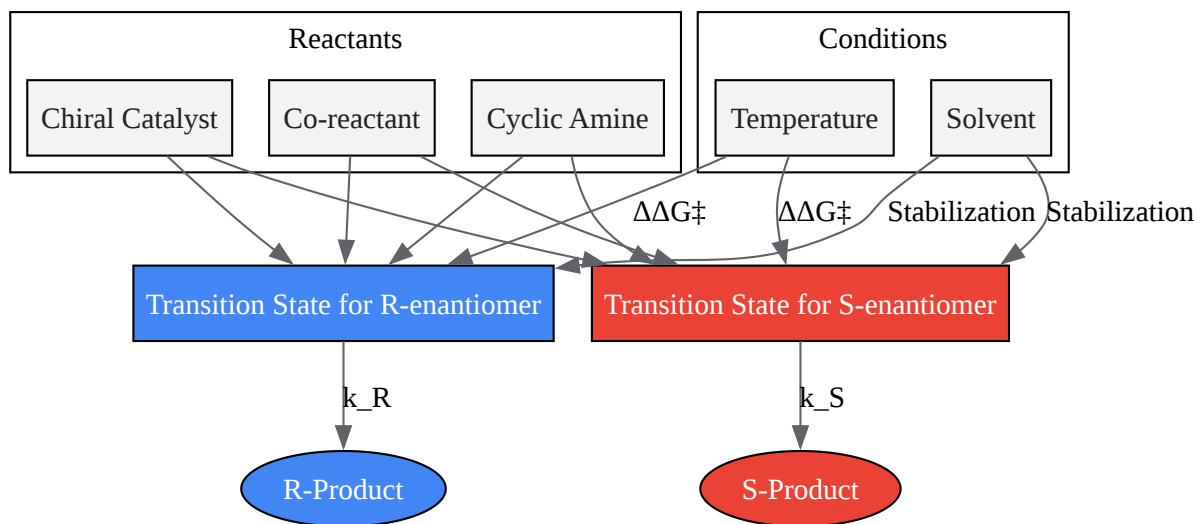 Reactants
Conditions
Chiral Catalyst
Co-reactant
Cyclic Amine
Temperature
Solvent
ΔΔG‡
ΔΔG‡
Stabilization
Stabilization
Transition State for R-enantiomer
Transition State for S-enantiomer
k_R
k_S
R-Product
S-Product